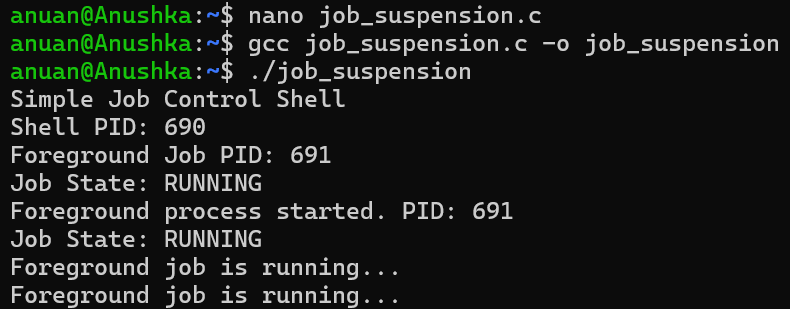 anuan@Anushka:~$ nano job_suspension.c
anuan@Anushka:~$ gcc job_suspension.c -o job_suspension
anuan@Anushka:~$ ./job_suspension
Simple Job Control Shell
Shell PID: 690
Foreground Job PID: 691
Job State: RUNNING
Foreground process started. PID: 691
Job State: RUNNING
Foreground job is running...
Foreground job is running...